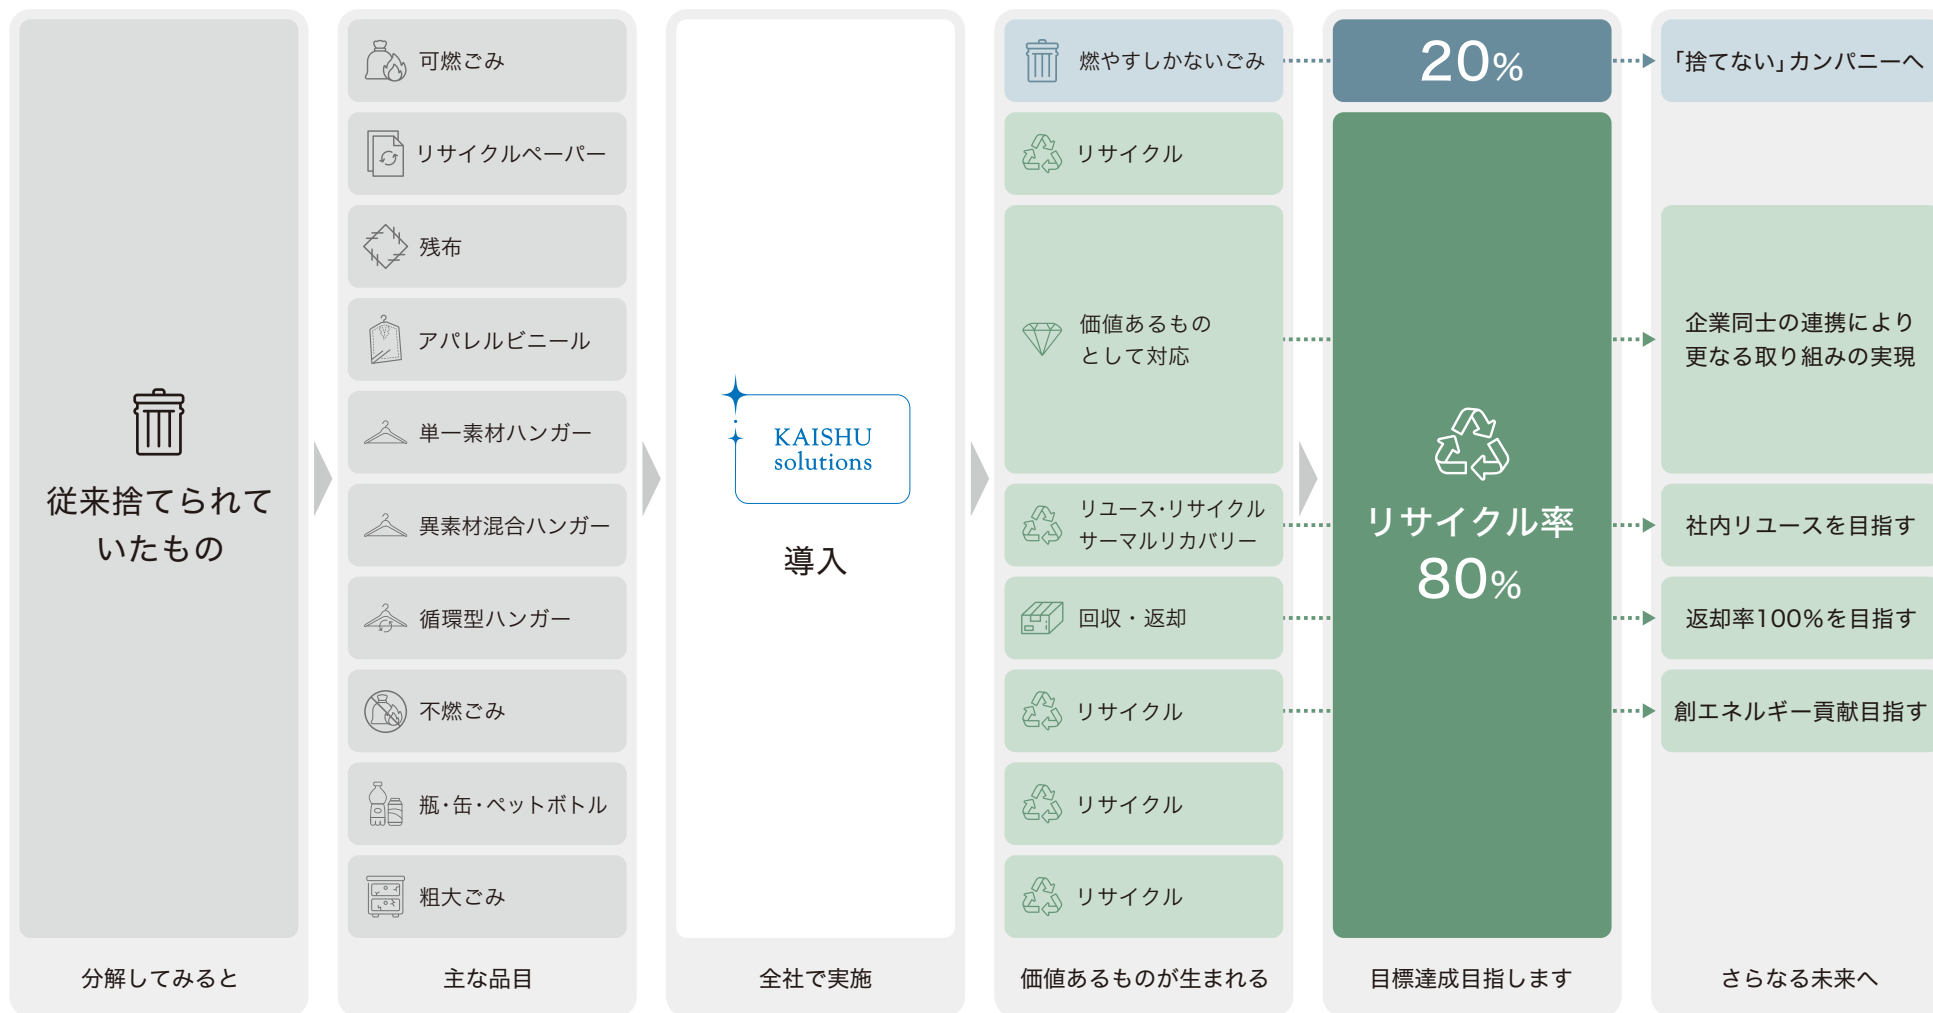 従来捨てられて
いたもの
分解してみると
可燃ごみ
リサイクルペーパー
残布
アパレルビニール
単一素材ハンガー
異素材混合ハンガー
循環型ハンガー
不燃ごみ
瓶・缶・ペットボトル
粗大ごみ
主な品目
KAISHU
solutions
導入
全社で実施
燃やすしかないごみ
リサイクル
価値あるもの
として対応
リユース・リサイクル
サーマルリカバリー
回収・返却
リサイクル
リサイクル
リサイクル
価値あるものが生まれる
20%
リサイクル率
80%
目標達成目指します
「捨てない」カンパニーへ
企業同士の連携により
更なる取り組みの実現
社内リユースを目指す
返却率100%を目指す
創エネルギー貢献目指す
さらなる未来へ